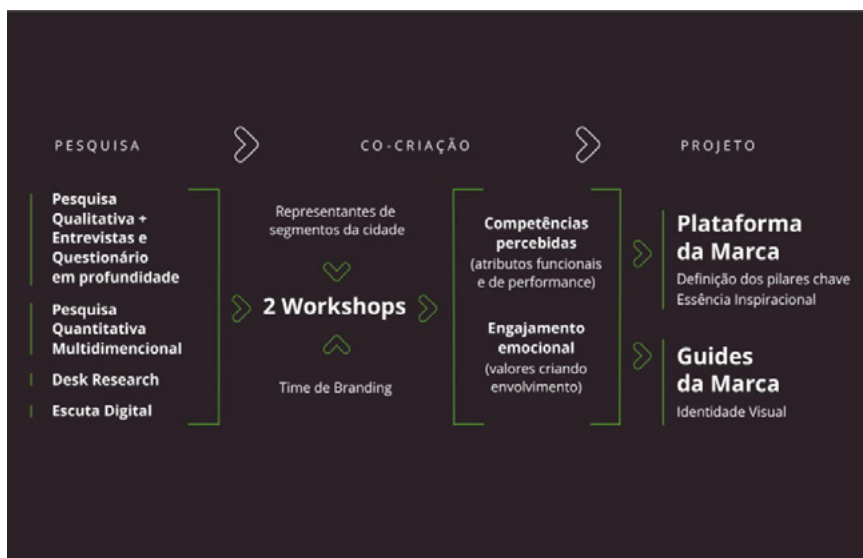 PESQUISA
CO-CRIAÇÃO
PROJETO
Pesquisa
Qualitativa +
Entrevistas e
Questionário
em profundidade
Pesquisa
Quantitativa
Multidimencional
Desk Research
Escuta Digital
Representantes de
segmentos da cidade
2 Workshops
Time de Branding
Competências
percebidas
(atributos funcionais
e de performance)
Engajamento
emocional
(valores criando
envolvimento)
Plataforma
da Marca
Definição dos pilares chave
Essência Inspiracional
Guides
da Marca
Identidade Visual